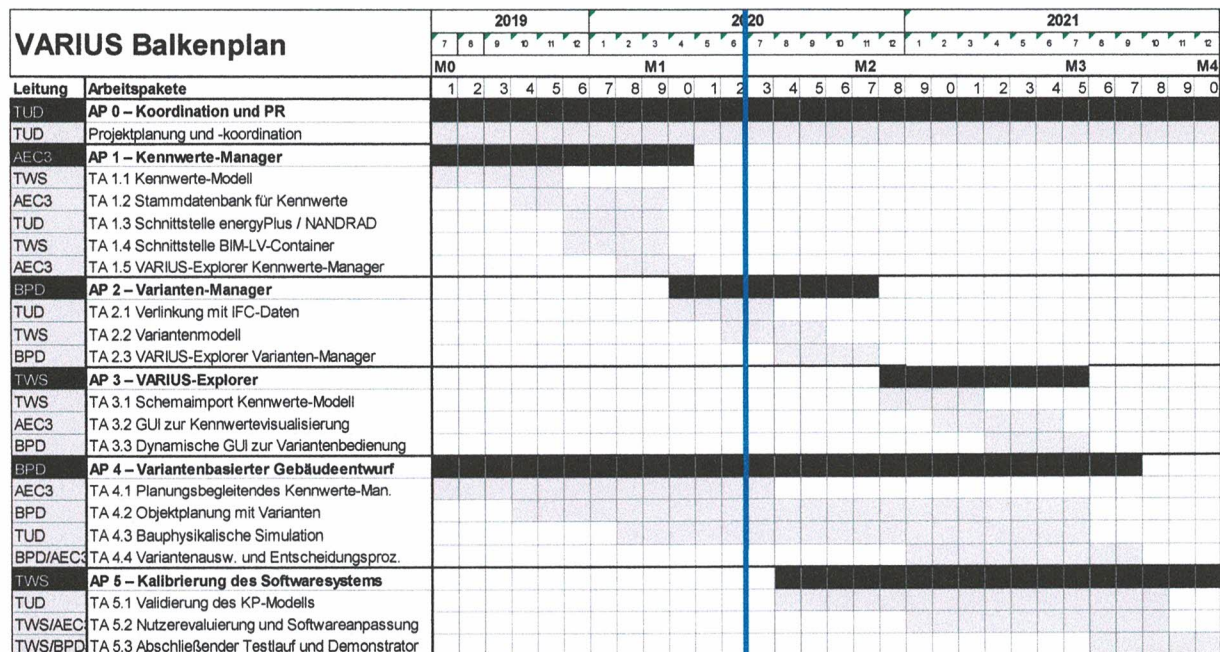 2019 2020 2021
VARIUS Balkenplan
7 8 9 10 11 12 1 2 3 4 5 6 7 8 9 10 11 12 1 2 3 4 5 6 7 8 9 10 11 12
M0 M1 M2 M3 M4
Leitung Arbeitspakete 1 2 3 4 5 6 7 8 9 0 1 2 3 4 5 6 7 8 9 0 1 2 3 4 5 6 7 8 9 0
TUD AP 0 – Koordination und PR
TUD Projektplanung und -koordination
AEC3 AP 1 – Kennwerte-Manager
TWS TA 1.1 Kennwerte-Modell
AEC3 TA 1.2 Stammdatenbank für Kennwerte
TUD TA 1.3 Schnittstelle energyPlus / NANDRAD
TWS TA 1.4 Schnittstelle BIM-LV-Container
AEC3 TA 1.5 VARIUS-Explorer Kennwerte-Manager
BPD AP 2 – Varianten-Manager
TUD TA 2.1 Verlinkung mit IFC-Daten
TWS TA 2.2 Variantenmodell
BPD TA 2.3 VARIUS-Explorer Varianten-Manager
TWS AP 3 – VARIUS-Explorer
TWS TA 3.1 Schemaimport Kennwerte-Modell
AEC3 TA 3.2 GUI zur Kennwertevisualisierung
BPD TA 3.3 Dynamische GUI zur Variantenbedienung
BPD AP 4 – Variantenbasierter Gebäudeentwurf
AEC3 TA 4.1 Planungsbegleitendes Kennwerte-Man.
BPD TA 4.2 Objektplanung mit Varianten
TUD TA 4.3 Bauphysikalische Simulation
BPD/AEC3 TA 4.4 Variantenausw. und Entscheidungsproz.
TWS AP 5 – Kalibrierung des Softwaresystems
TUD TA 5.1 Validierung des KP-Modells
TWS/AEC TA 5.2 Nutzerevaluierung und Softwareanpassung
TWS/BPD TA 5.3 Abschließender Testlauf und Demonstrator